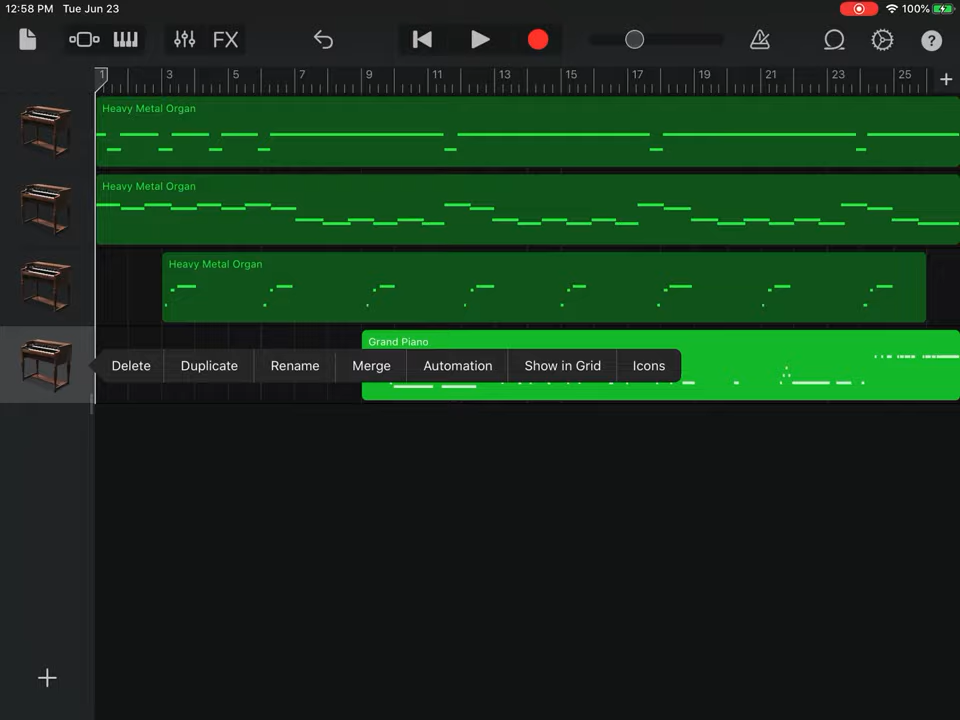 12:58 PM Tue Jun 23 100%
FX ?
1 3 5 7 9 11 13 15 17 19 21 23 25 +
Heavy Metal Organ
Heavy Metal Organ
Heavy Metal Organ
Grand Piano
Delete Duplicate Rename Merge Automation Show in Grid Icons
+